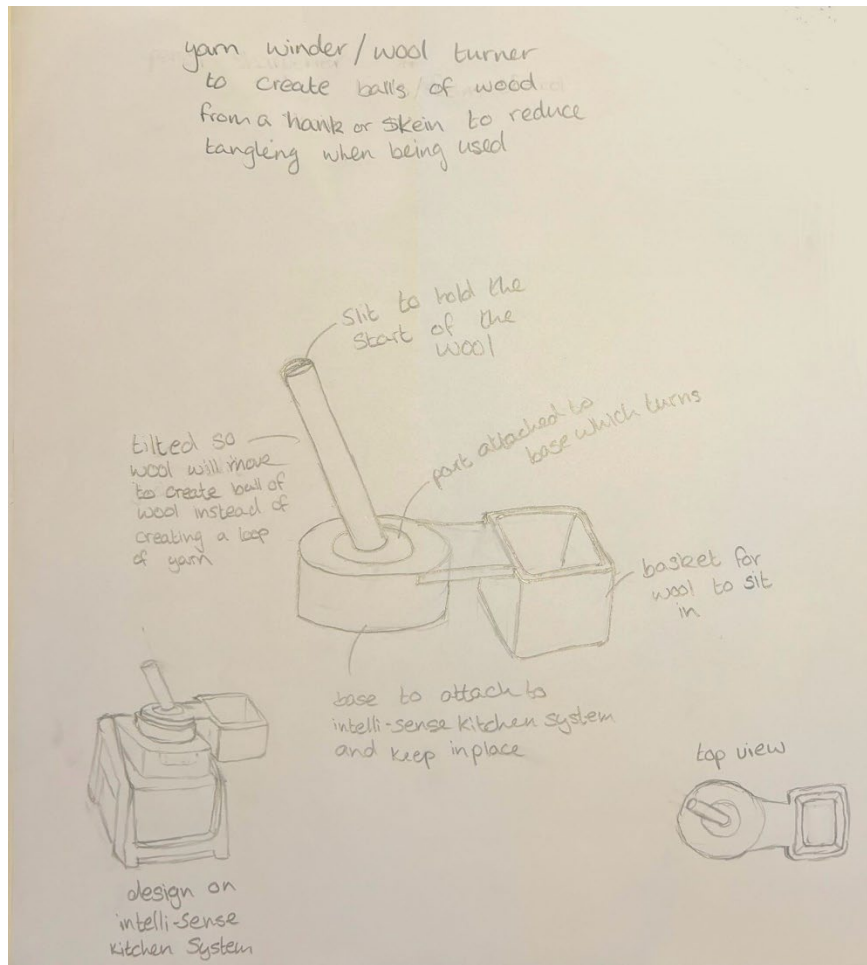 yarn winder/wool turner
to create balls of wood
from a hank or skein to reduce
tangleing when being used
Slit to hold the
start of the
wool
part attached to
base which turns
tilted so
wool will move
to create ball of
wool instead of
creating a loop
of yarn
basket for
wool to sit
in
base to attach to
intelli-sense kitchen system
and keep in place
top view
design on
intelli-sense
kitchen system